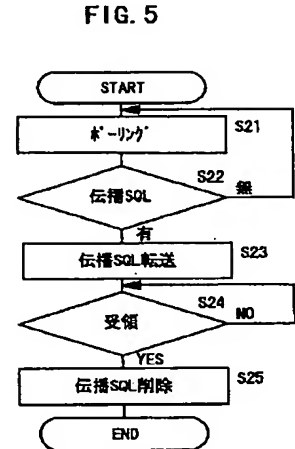 FIG. 5
START
ポーリング
S21
S22
無
伝播SQL
有
S23
伝播SQL転送
S24
NO
受領
YES
伝播SQL削除
S25
END